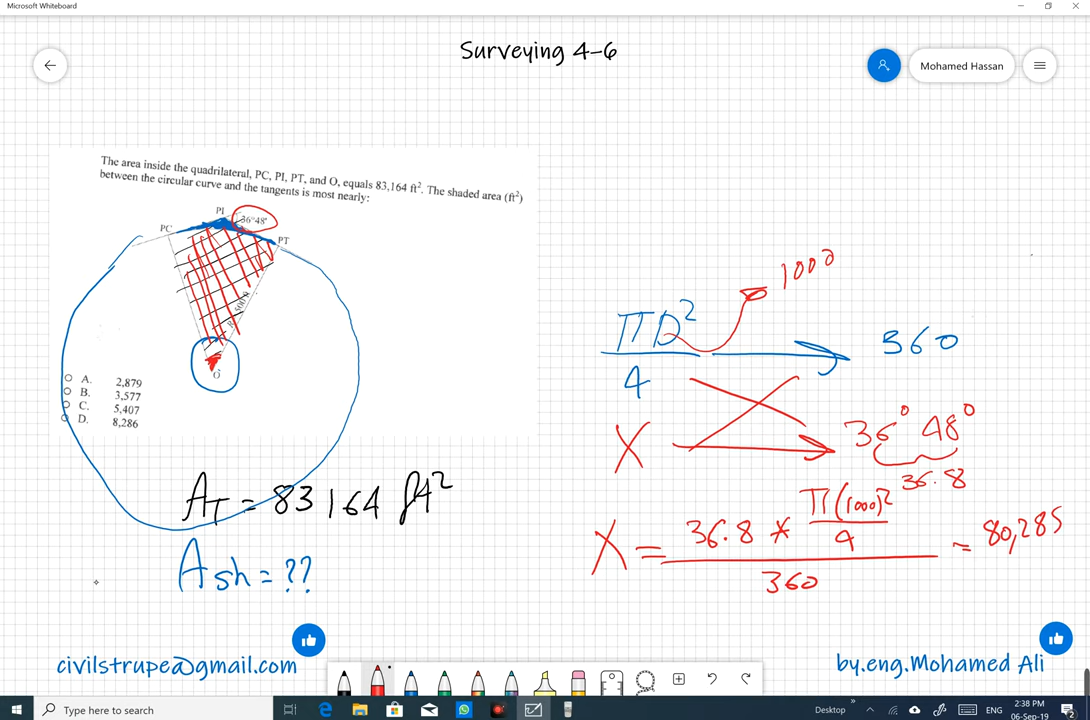 Microsoft Whiteboard
Surveying 4-6
Mohamed Hassan
The area inside the quadrilateral, PC, PI, PT, and O, equals 83,164 ft². The shaded area (ft²)
between the circular curve and the tangents is most nearly:
PI
36°48'
PC
PT
O
A. 2,879
B. 3,577
C. 5,407
D. 8,286
1000
πD²
4
360
X
36° 48°
36.8
A_T = 83164 ft²
X = 36.8 * π(1000)²/4
360
= 80,285
Ash = ??
civilstrupe@gmail.com
by.eng.Mohamed Ali
Type here to search
Desktop
ENG
2:38 PM
06-Sep-19